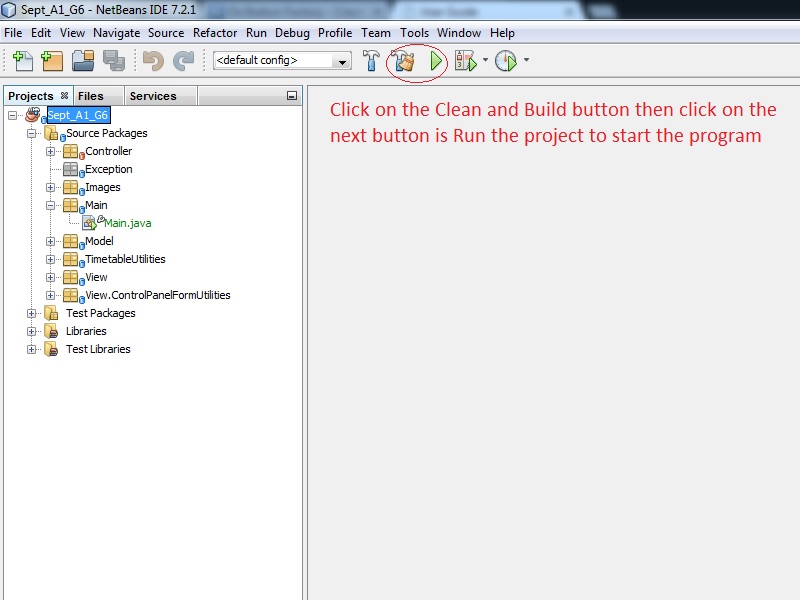 Sept_A1_G6 - NetBeans IDE 7.2.1
File Edit View Navigate Source Refactor Run Debug Profile Team Tools Window Help
<default config>
Projects Files Services
Sept_A1_G6
Source Packages
Controller
Exception
Images
Main
Main.java
Model
TimetableUtilities
View
View.ControlPanelFormUtilities
Test Packages
Libraries
Test Libraries
Click on the Clean and Build button then click on the
next button is Run the project to start the program